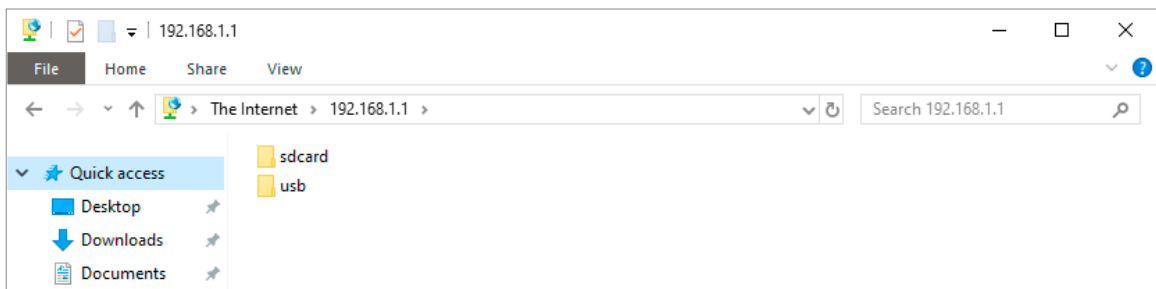 192.168.1.1
File Home Share View
The Internet 192.168.1.1 Search 192.168.1.1
Quick access
Desktop
Downloads
Documents
sdcard
usb